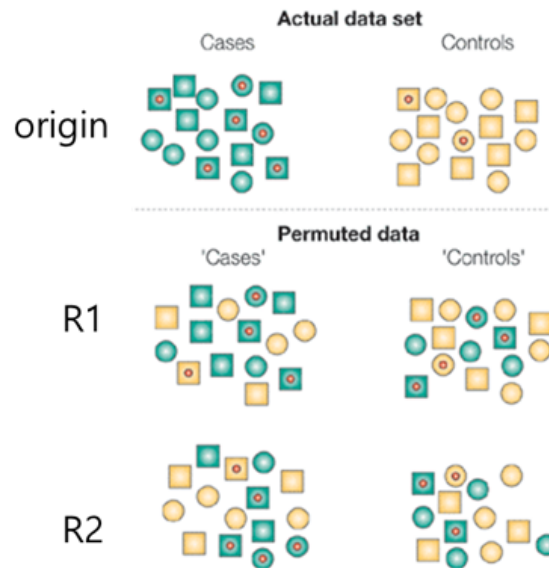 Actual data set
Cases
Controls
origin
Permuted data
'Cases'
'Controls'
R1
R2